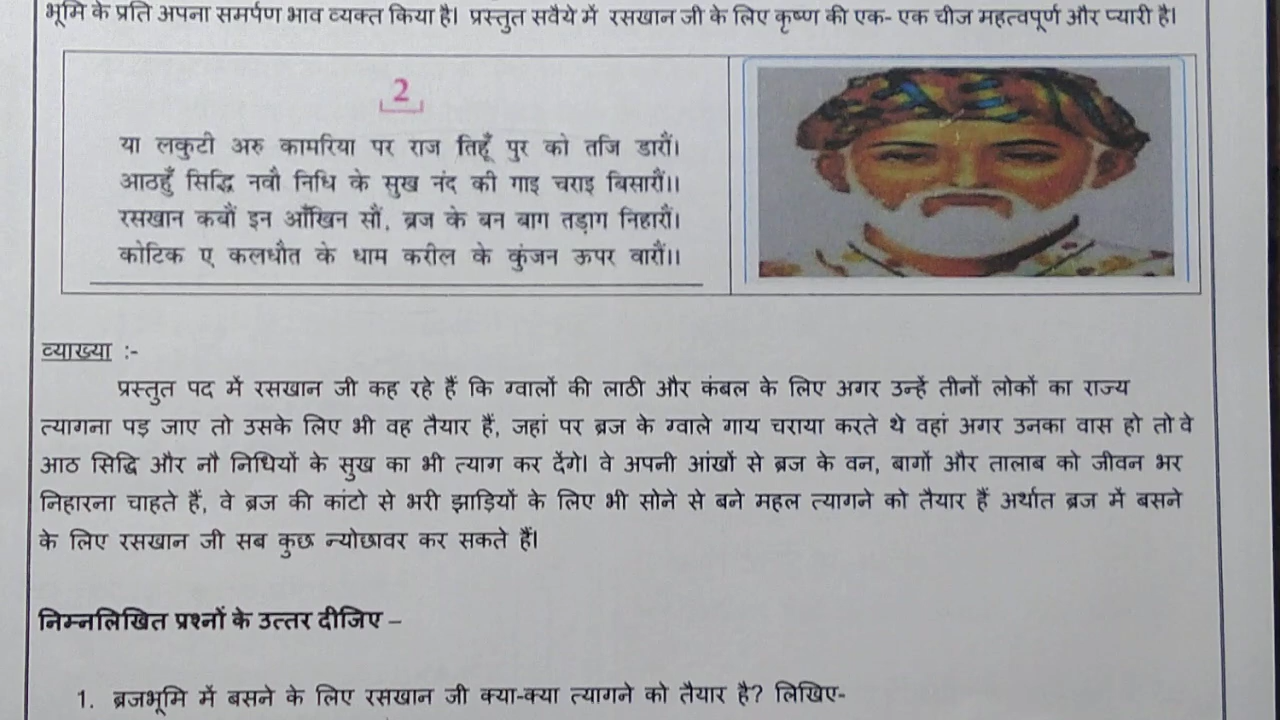 भूमि के प्रति अपना समर्पण भाव व्यक्त किया है। प्रस्तुत सवैये में रसखान जी के लिए कृष्ण की एक- एक चीज महत्वपूर्ण और प्यारी है।
2
या लकुटी अरु कामरिया पर राज तिहूँ पुर को तजि डारौं।
आठहुँ सिद्धि नवौ निधि के सुख नंद की गाइ चराइ बिसारौं।।
रसखान कबौं इन आँखिन सौं, ब्रज के बन बाग तड़ाग निहारौं।
कोटिक ए कलधौत के धाम करील के कुंजन ऊपर वारौं।।
व्याख्या :-
प्रस्तुत पद में रसखान जी कह रहे हैं कि ग्वालों की लाठी और कंबल के लिए अगर उन्हें तीनों लोकों का राज्य
त्यागना पड़ जाए तो उसके लिए भी वह तैयार हैं, जहां पर ब्रज के ग्वाले गाय चराया करते थे वहां अगर उनका वास हो तो वे
आठ सिद्धि और नौ निधियों के सुख का भी त्याग कर देंगे। वे अपनी आंखों से ब्रज के वन, बागों और तालाब को जीवन भर
निहारना चाहते हैं, वे ब्रज की कांटो से भरी झाड़ियों के लिए भी सोने से बने महल त्यागने को तैयार हैं अर्थात ब्रज में बसने
के लिए रसखान जी सब कुछ न्योछावर कर सकते हैं।
निम्नलिखित प्रश्नों के उत्तर दीजिए –
1. ब्रजभूमि में बसने के लिए रसखान जी क्या-क्या त्यागने को तैयार है? लिखिए-